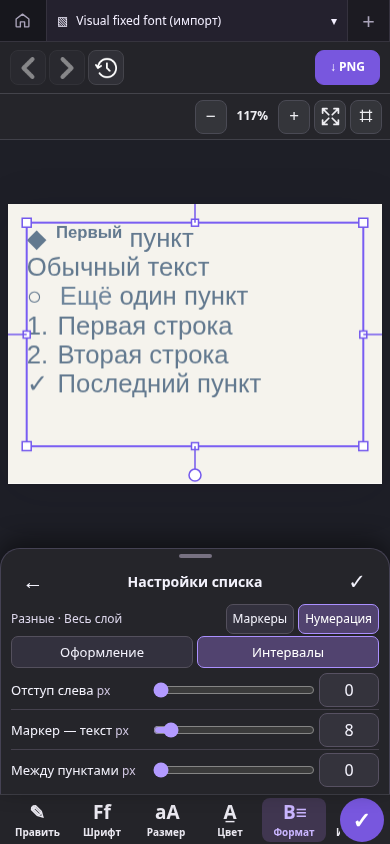 Visual fixed font (импорт)
↓ PNG
117%
◆ Первый пункт
Обычный текст
○ Ещё один пункт
1. Первая строка
2. Вторая строка
✓ Последний пункт
Настройки списка
Разные · Весь слой
Маркеры
Нумерация
Оформление
Интервалы
Отступ слева px
0
Маркер — текст px
8
Между пунктами px
0
Ff
aA
A
B≡
Править
Шрифт
Размер
Цвет
Формат